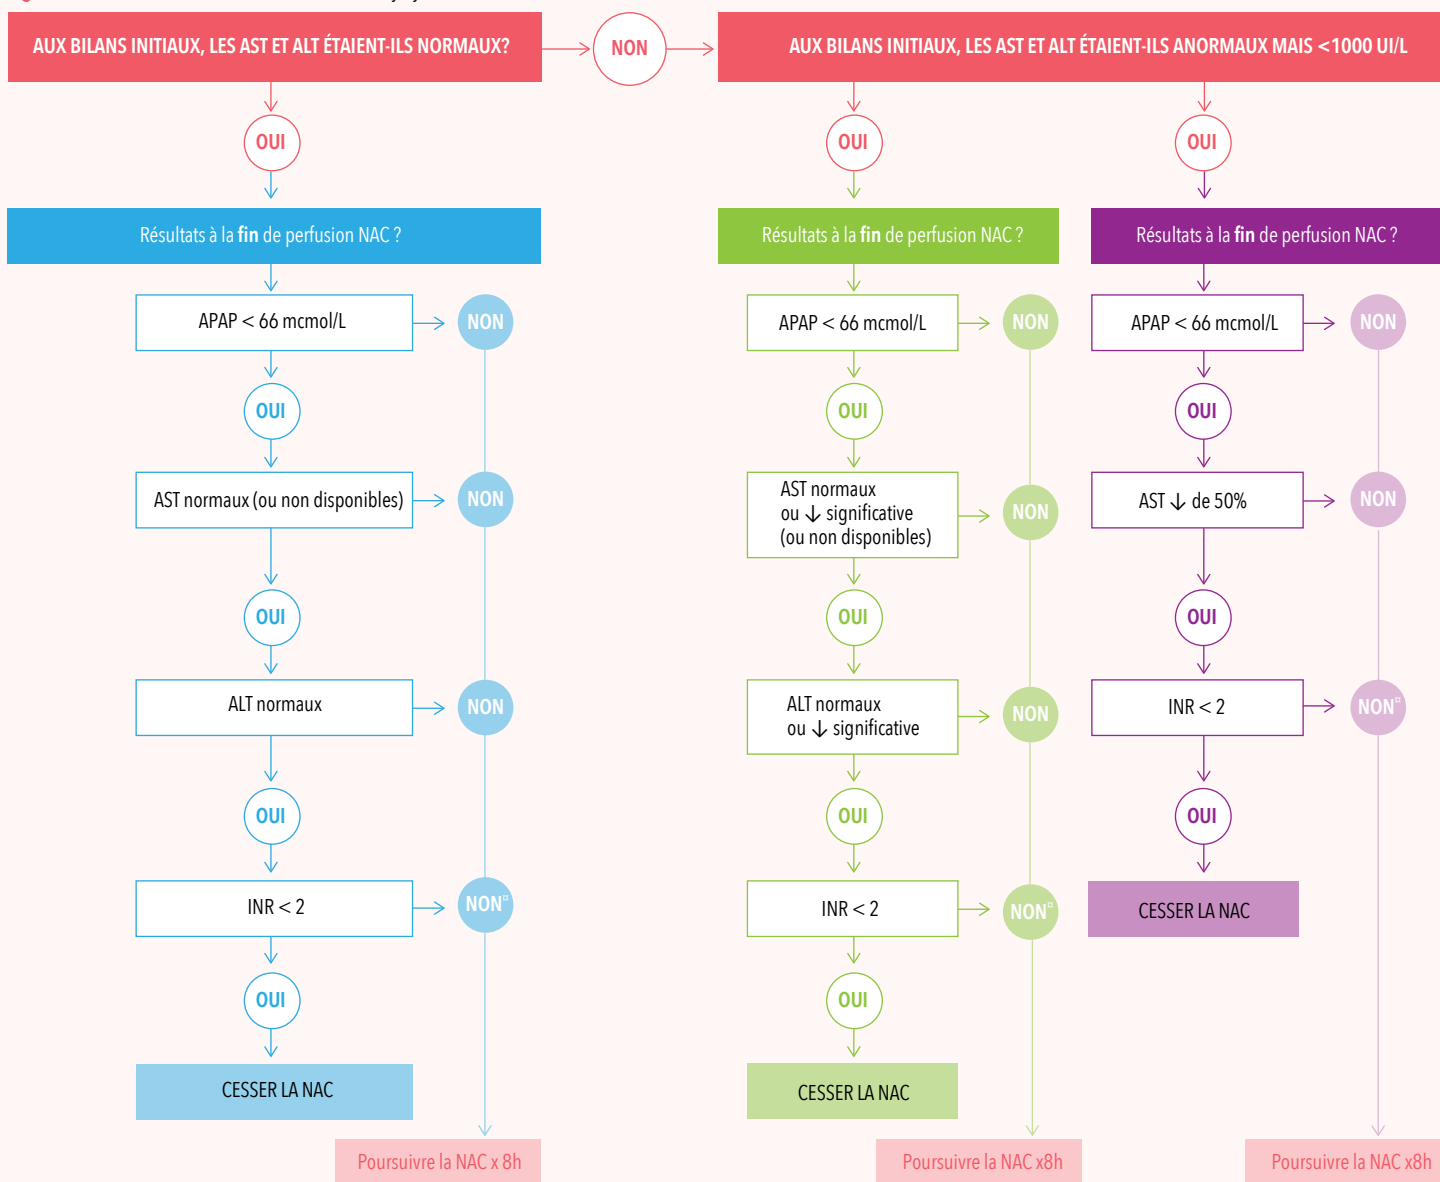 AUX BILANS INITIAUX, LES AST ET ALT ÉTAIENT-ILS NORMAUX?
NON
AUX BILANS INITIAUX, LES AST ET ALT ÉTAIENT-ILS ANORMAUX MAIS <1000 UI/L
OUI
OUI
OUI
Résultats à la fin de perfusion NAC ?
Résultats à la fin de perfusion NAC ?
Résultats à la fin de perfusion NAC ?
APAP < 66 mcmol/L
NON
APAP < 66 mcmol/L
NON
APAP < 66 mcmol/L
NON
OUI
OUI
OUI
AST normaux (ou non disponibles)
NON
AST normaux
ou ↓ significative
(ou non disponibles)
NON
AST ↓ de 50%
NON
OUI
OUI
OUI
ALT normaux
NON
ALT normaux
ou ↓ significative
NON
INR < 2
NON¤
OUI
OUI
OUI
INR < 2
NON¤
INR < 2
NON¤
CESSER LA NAC
OUI
OUI
CESSER LA NAC
CESSER LA NAC
Poursuivre la NAC x 8h
Poursuivre la NAC x8h
Poursuivre la NAC x8h